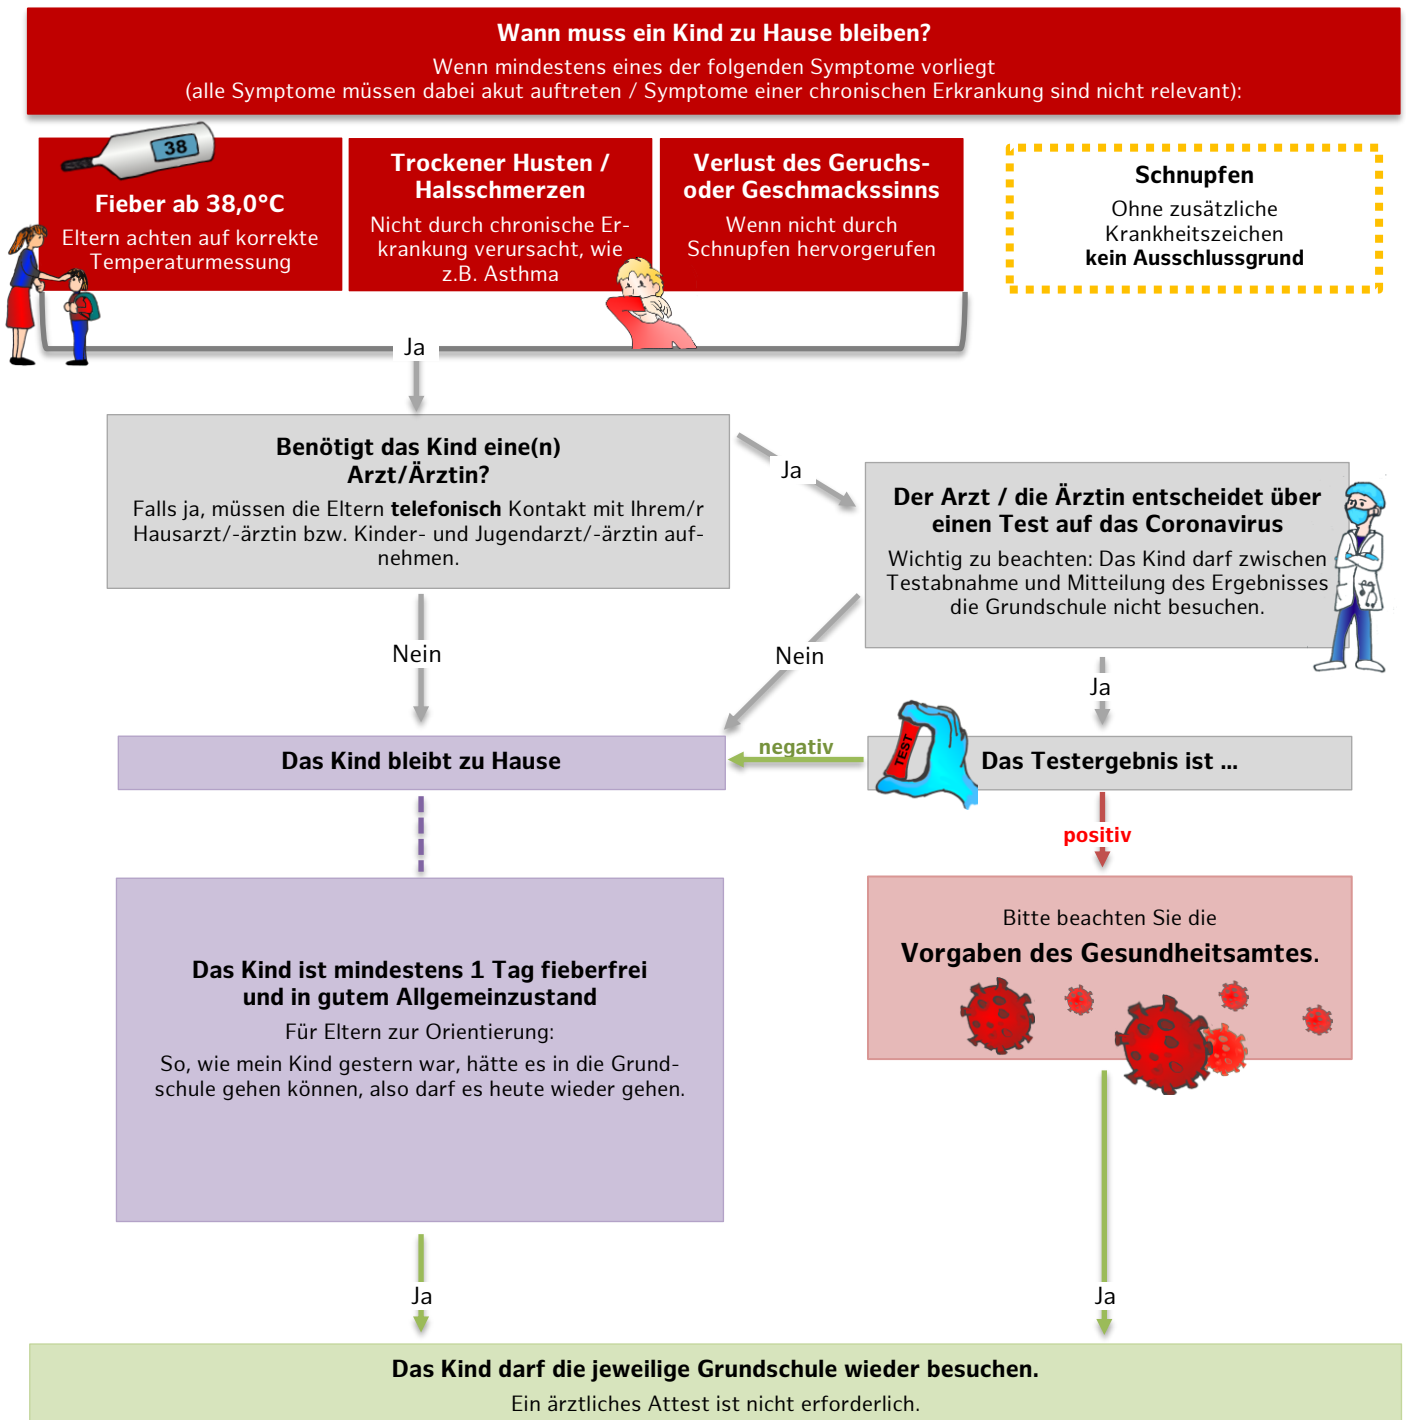 Wann muss ein Kind zu Hause bleiben?
Wenn mindestens eines der folgenden Symptome vorliegt
(alle Symptome müssen dabei akut auftreten / Symptome einer chronischen Erkrankung sind nicht relevant):
38
Fieber ab 38,0°C
Eltern achten auf korrekte
Temperaturmessung
Trockener Husten /
Halsschmerzen
Nicht durch chronische Er-
krankung verursacht, wie
z.B. Asthma
Verlust des Geruchs-
oder Geschmackssinns
Wenn nicht durch
Schnupfen hervorgerufen
Schnupfen
Ohne zusätzliche
Krankheitszeichen
kein Ausschlussgrund
Ja
Benötigt das Kind eine(n)
Arzt/Ärztin?
Falls ja, müssen die Eltern telefonisch Kontakt mit Ihrem/r
Hausarzt/-ärztin bzw. Kinder- und Jugendarzt/-ärztin auf-
nehmen.
Ja
Der Arzt / die Ärztin entscheidet über
einen Test auf das Coronavirus
Wichtig zu beachten: Das Kind darf zwischen
Testabnahme und Mitteilung des Ergebnisses
die Grundschule nicht besuchen.
Nein
Nein
Ja
Das Kind bleibt zu Hause
negativ
TEST
Das Testergebnis ist ...
positiv
Das Kind ist mindestens 1 Tag fieberfrei
und in gutem Allgemeinzustand
Für Eltern zur Orientierung:
So, wie mein Kind gestern war, hätte es in die Grund-
schule gehen können, also darf es heute wieder gehen.
Bitte beachten Sie die
Vorgaben des Gesundheitsamtes.
Ja
Ja
Das Kind darf die jeweilige Grundschule wieder besuchen.
Ein ärztliches Attest ist nicht erforderlich.